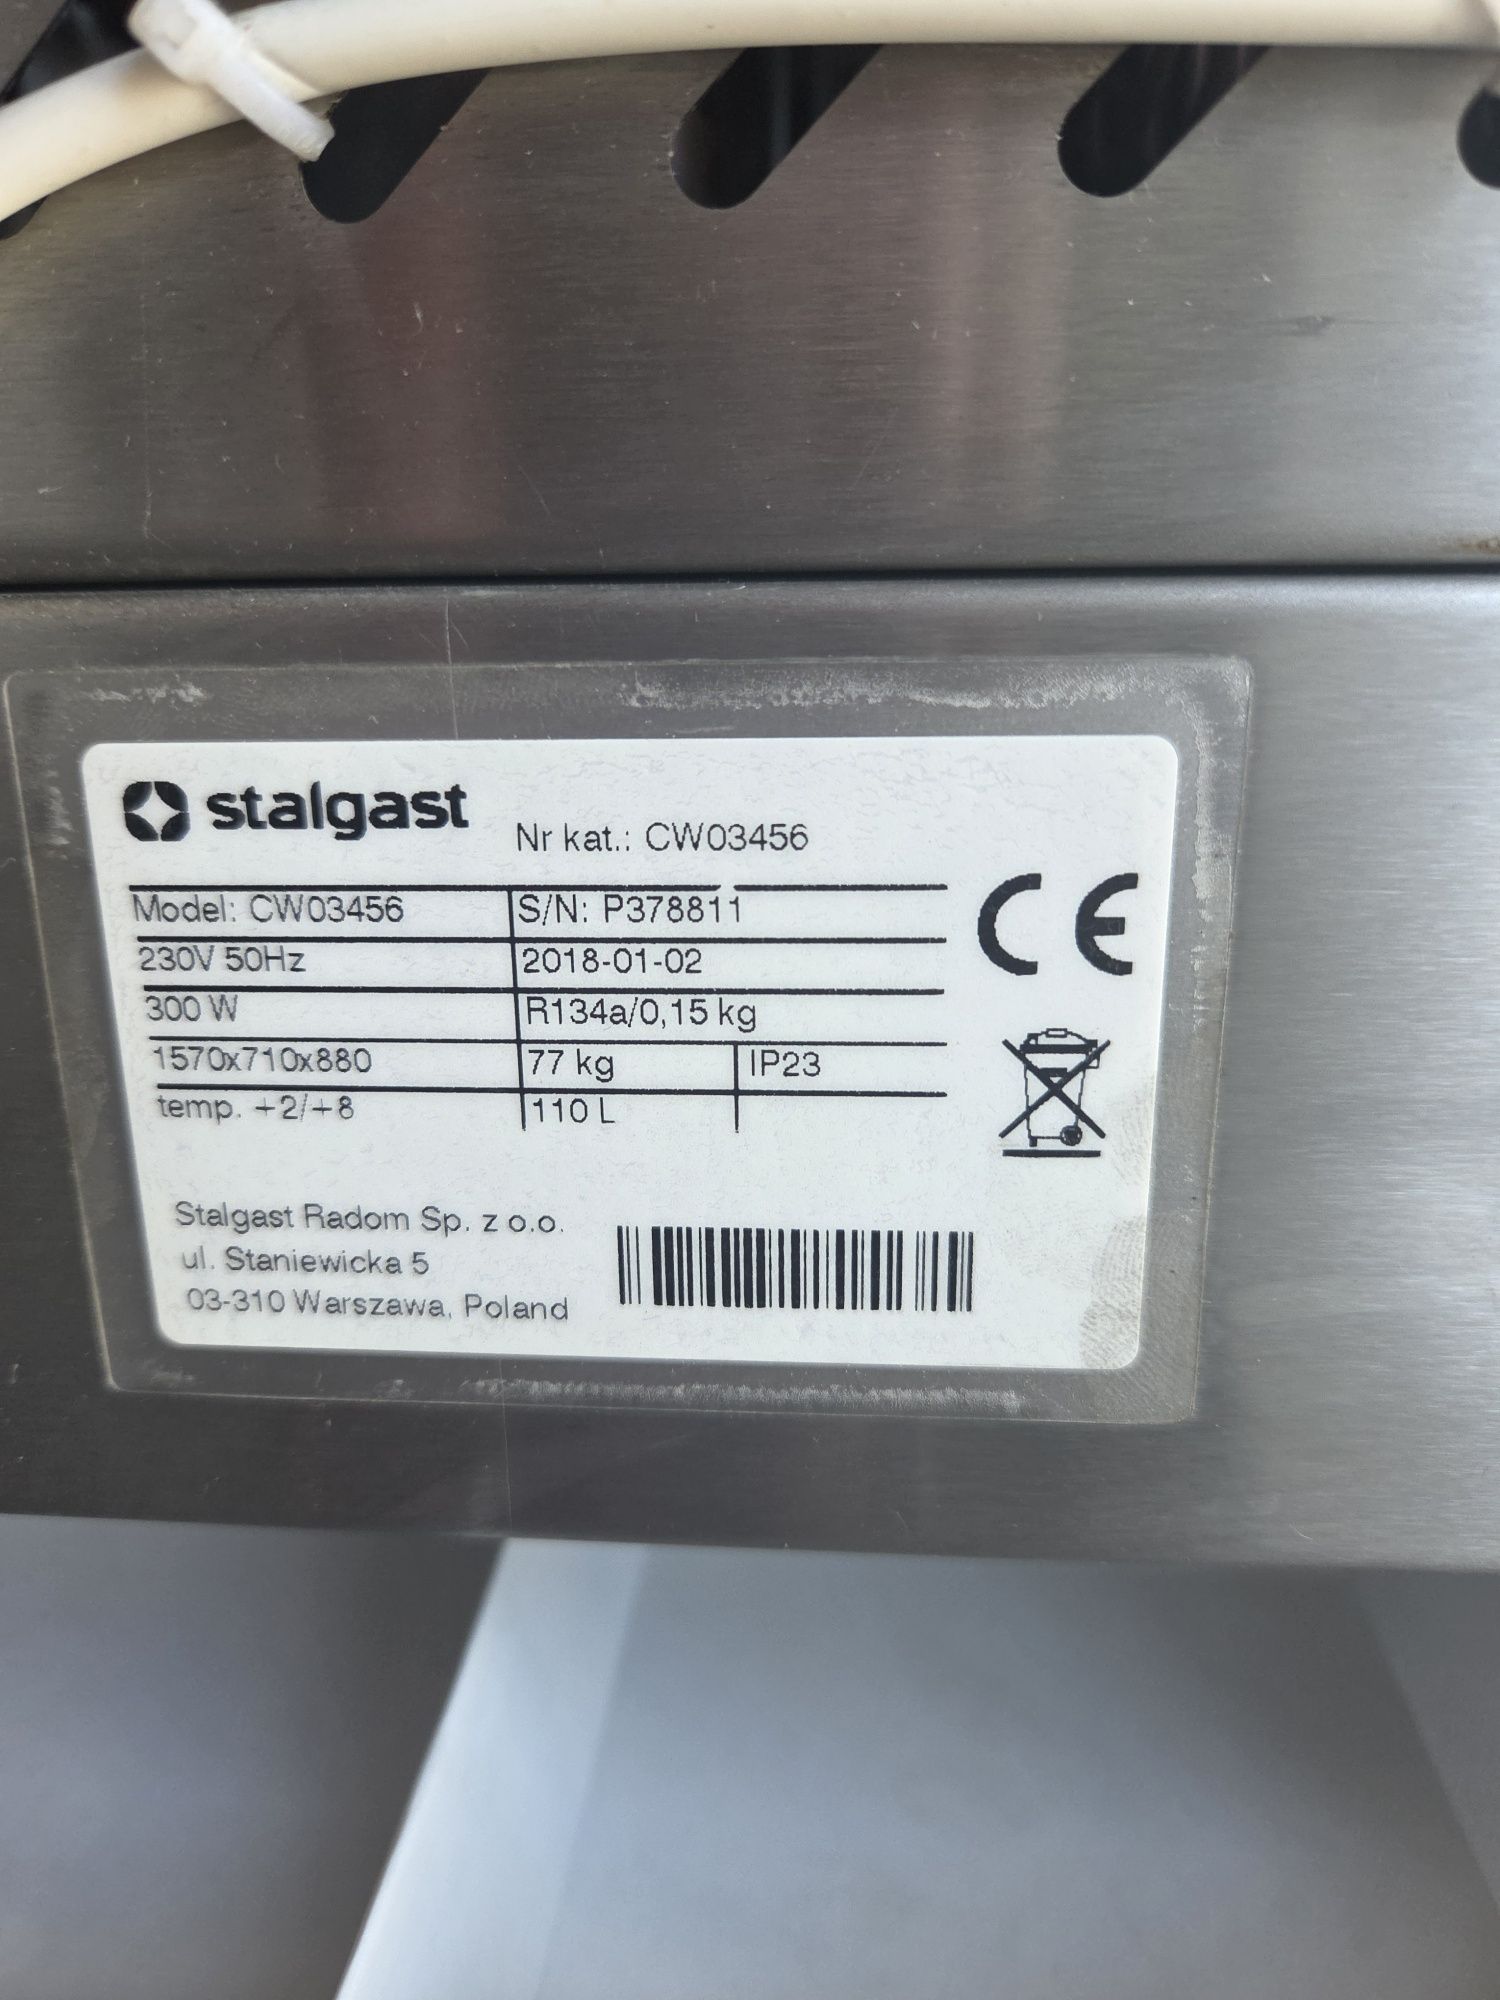 stalgast
Nr kat.: CW03456
Model: CW03456 S/N: P378811
230V 50Hz 2018-01-02
300 W R134a/0,15 kg
1570x710x880 77 kg IP23
temp. +2/+8 110 L
CE
Stalgast Radom Sp. z o.o.
ul. Staniewicka 5
03-310 Warszawa, Poland